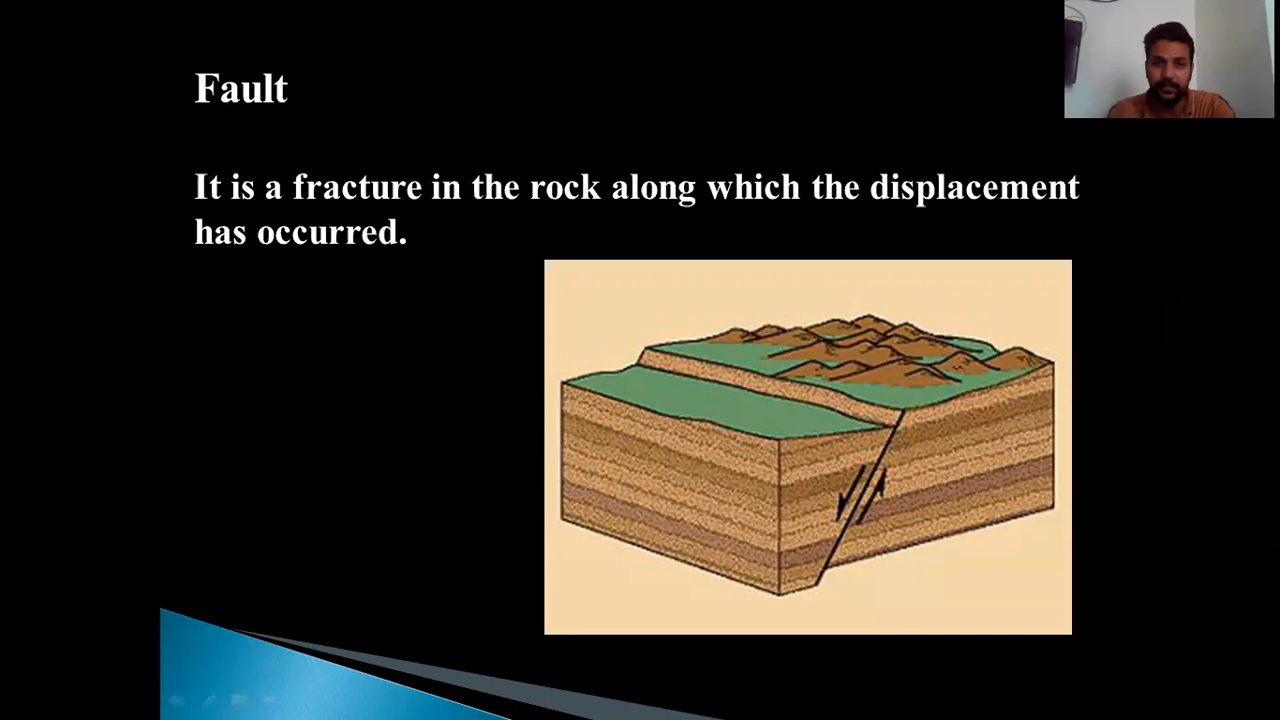 Fault
It is a fracture in the rock along which the displacement
has occurred.